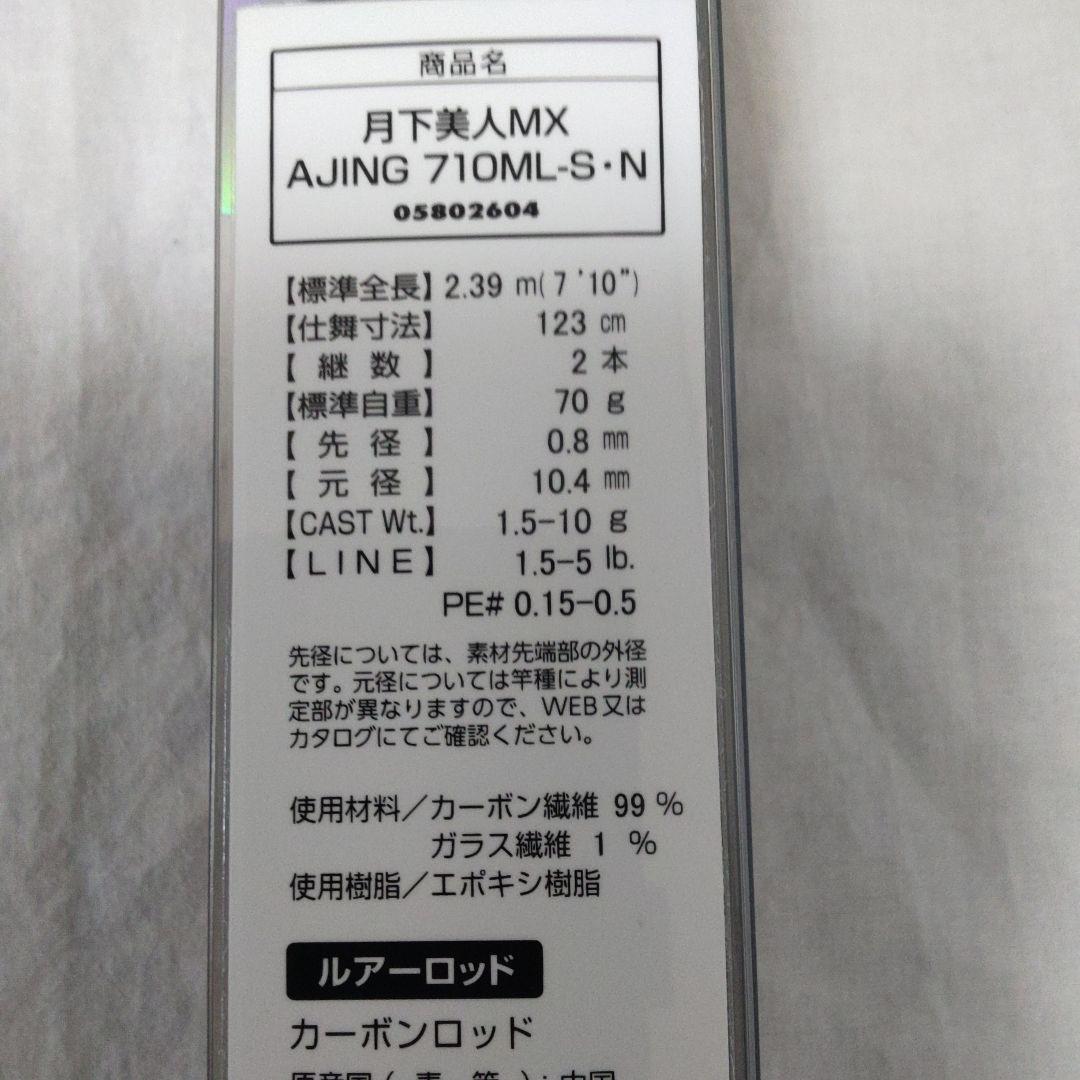 商品名
月下美人MX
AJING 710ML-S・N
05802604
【標準全長】2.39 m(7'10")
【仕舞寸法】 123 cm
【 継 数 】 2 本
【標準自重】 70 g
【 先 径 】 0.8 mm
【 元 径 】 10.4 mm
【CAST Wt.】 1.5-10 g
【LINE】 1.5-5 lb.
PE# 0.15-0.5
先径については、素材先端部の外径
です。元径については竿種により測
定部が異なりますので、WEB又は
カタログにてご確認ください。
使用材料／カーボン繊維 99 %
ガラス繊維 1 %
使用樹脂／エポキシ樹脂
ルアーロッド
カーボンロッド
原産国( 素 管 ):中国